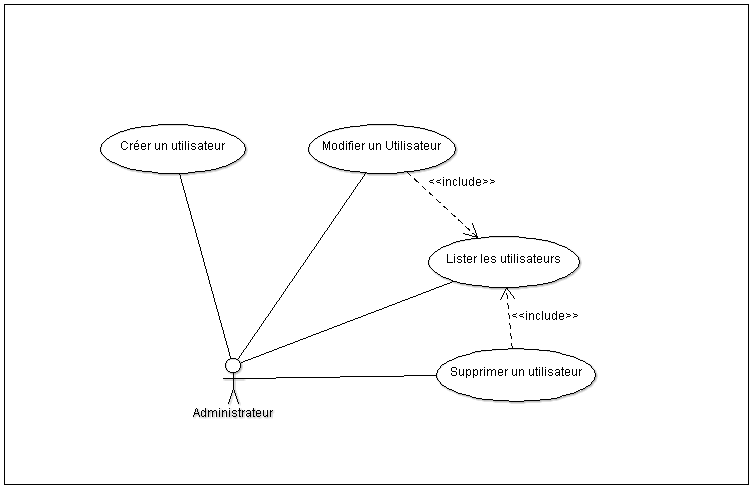 Créer un utilisateur
Modifier un Utilisateur
<<include>>
Lister les utilisateurs
<<include>>
Supprimer un utilisateur
Administrateur